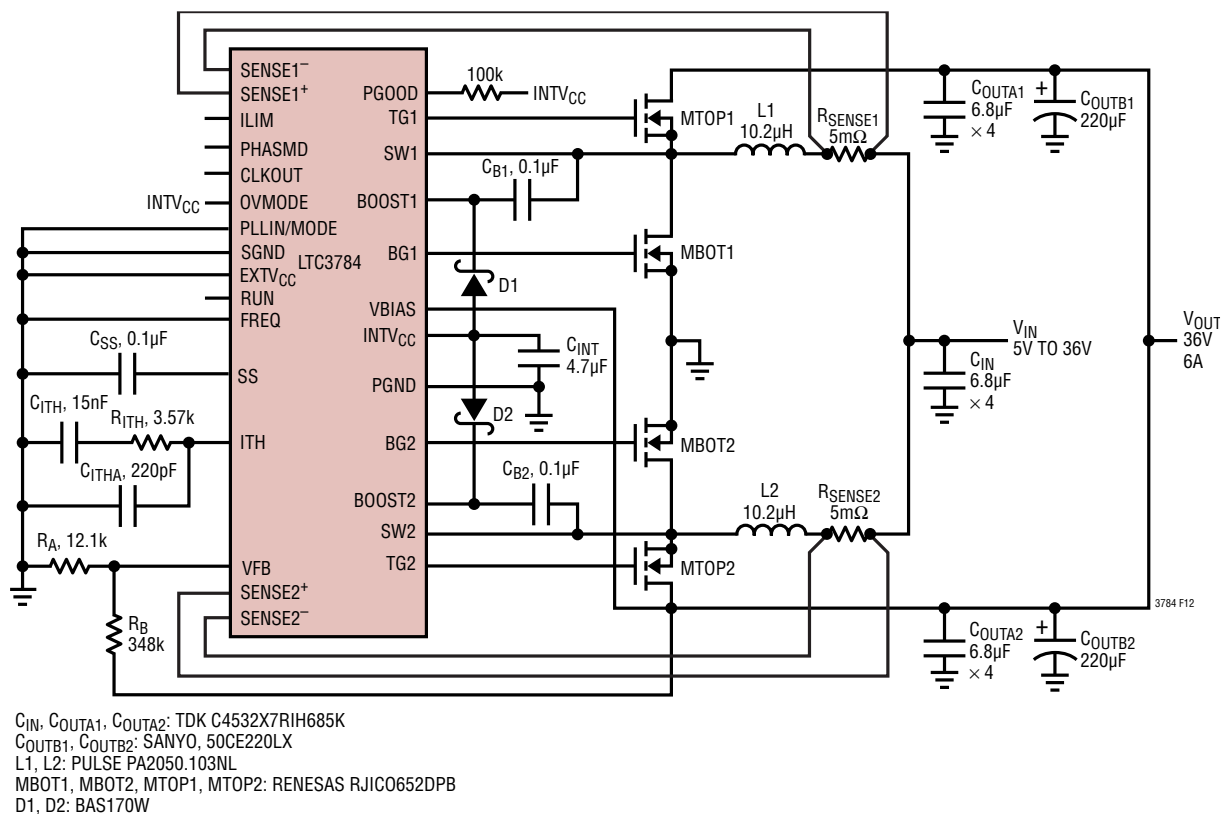 SENSE1–
SENSE1+
ILIM
PHASMD
CLKOUT
INTVCC
OVMODE
PLLIN/MODE
SGND
LTC3784
EXTVCC
RUN
FREQ
CSS, 0.1µF
SS
CITH, 15nF
RITH, 3.57k
ITH
CITHA, 220pF
RA, 12.1k
VFB
SENSE2+
SENSE2–
RB
348k
PGOOD
100k
INTVCC
TG1
SW1
CB1, 0.1µF
BOOST1
BG1
D1
VBIAS
INTVCC
CINT
4.7µF
PGND
D2
BG2
CB2, 0.1µF
BOOST2
SW2
TG2
MTOP1
L1
10.2µH
RSENSE1
5mΩ
MBOT1
MBOT2
L2
10.2µH
RSENSE2
5mΩ
MTOP2
COUTA1
6.8µF
× 4
+
COUTB1
220µF
VIN
5V TO 36V
CIN
6.8µF
× 4
VOUT
36V
6A
COUTA2
6.8µF
× 4
+
COUTB2
220µF
3784 F12
CIN, COUTA1, COUTA2: TDK C4532X7RIH685K
COUTB1, COUTB2: SANYO, 50CE220LX
L1, L2: PULSE PA2050.103NL
MBOT1, MBOT2, MTOP1, MTOP2: RENESAS RJICO652DPB
D1, D2: BAS170W